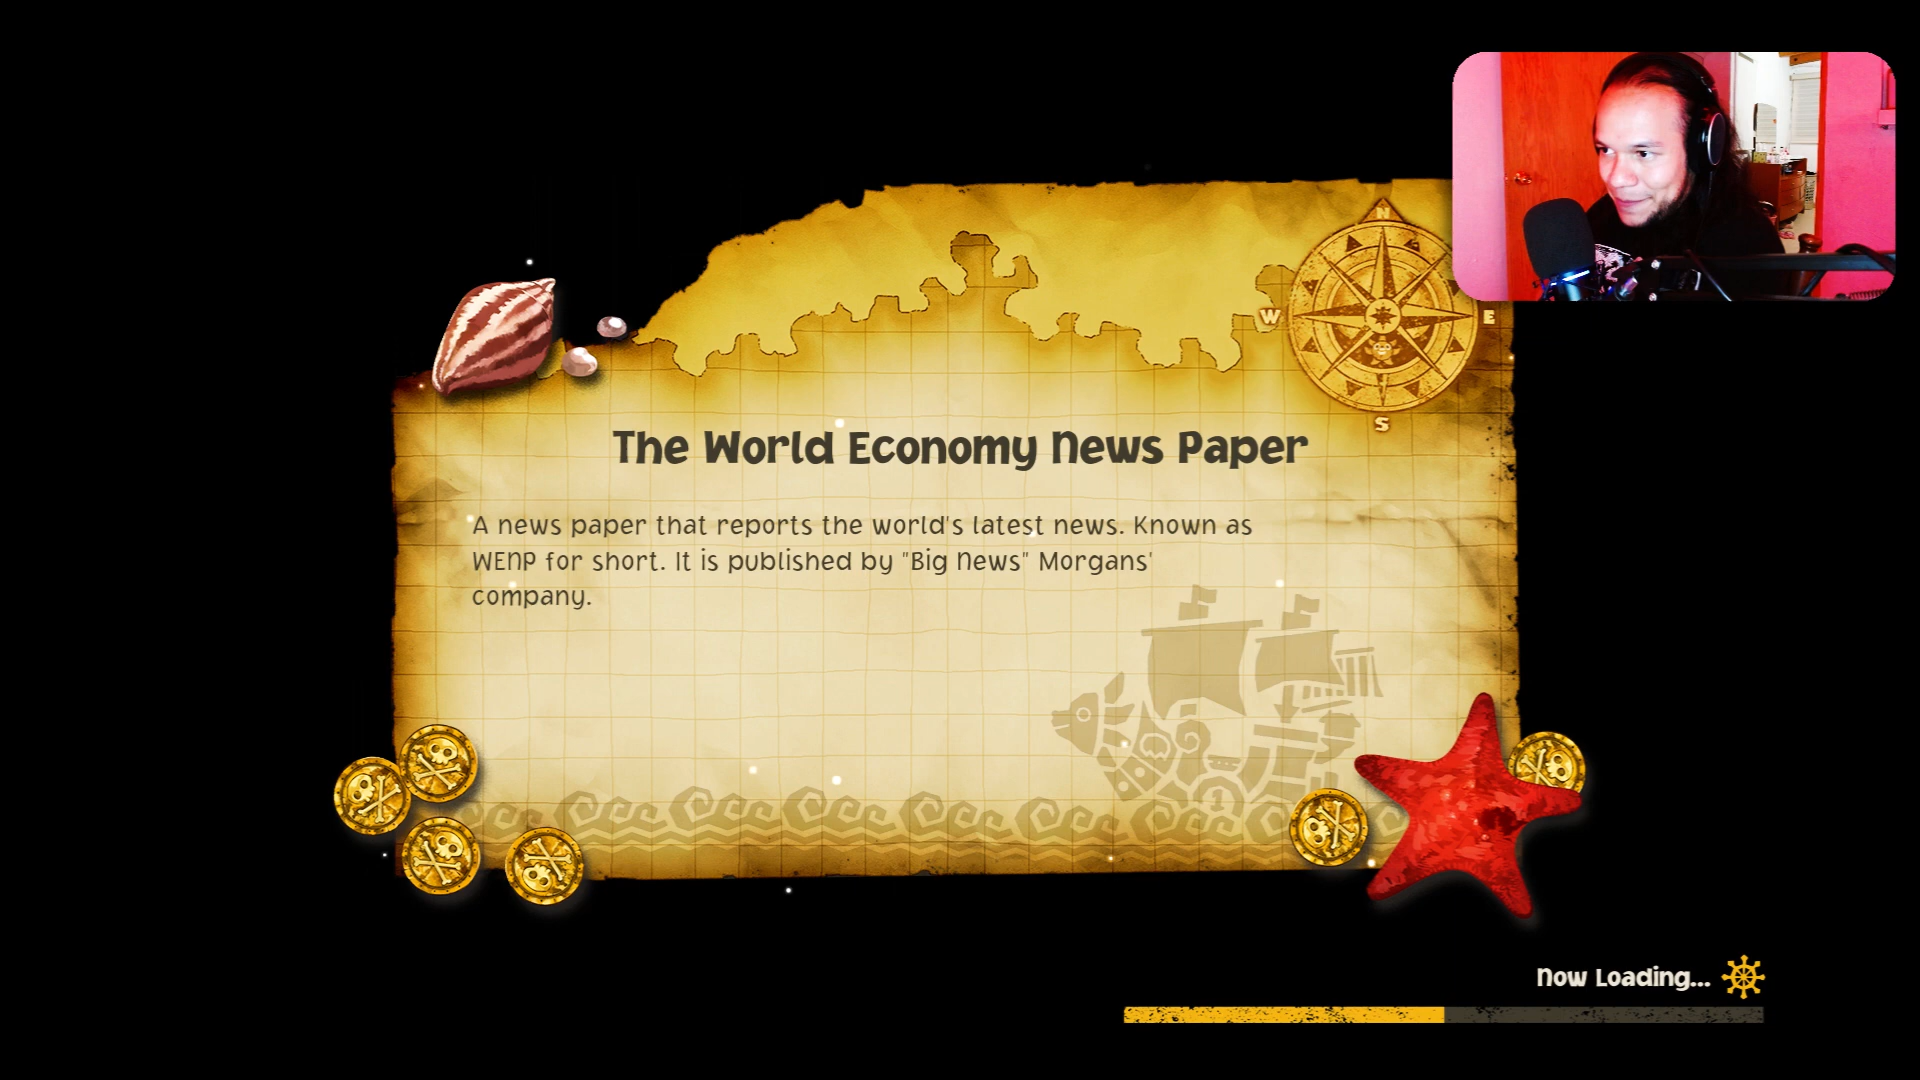 N
W
E
S
The World Economy News Paper
A news paper that reports the world's latest news. Known as
WENP for short. It is published by "Big News" Morgans'
company.
Now Loading...